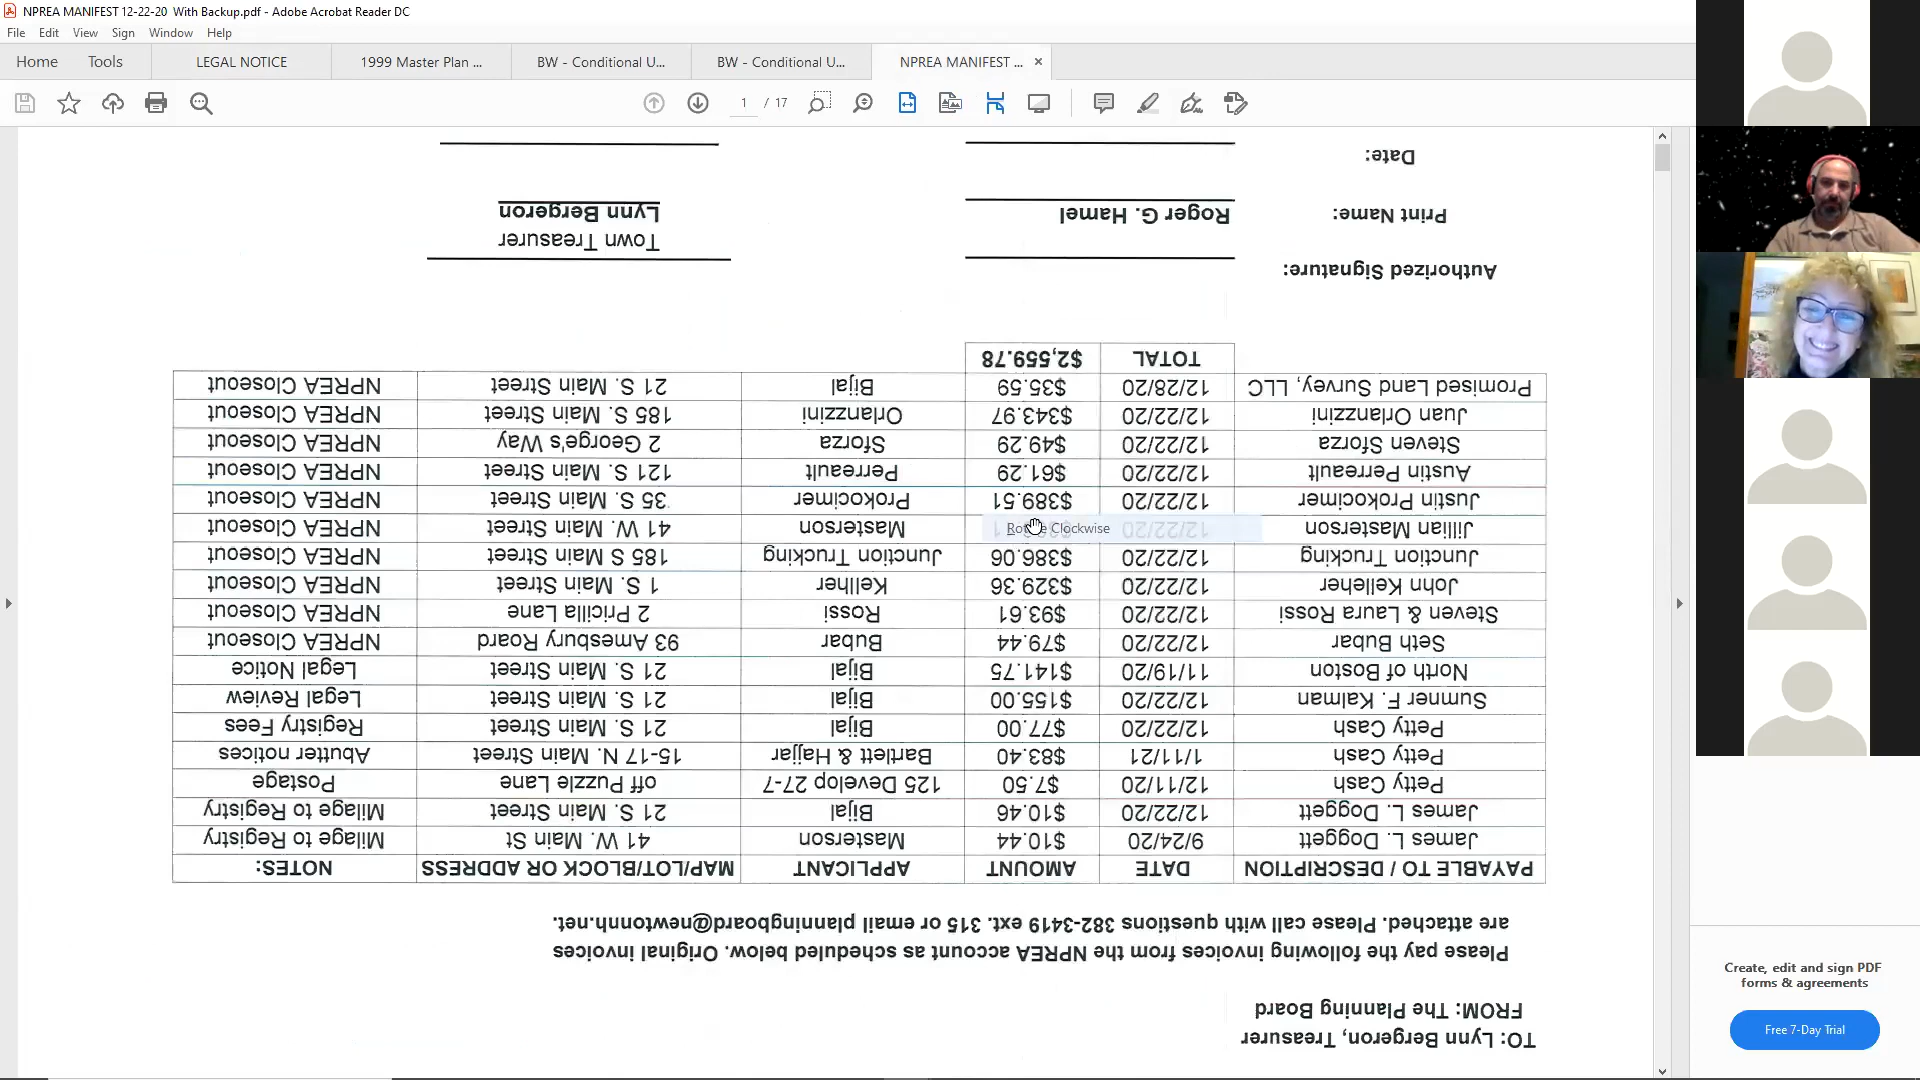 NPREA MANIFEST 12-22-20 With Backup.pdf - Adobe Acrobat Reader DC
File Edit View Sign Window Help
Home Tools LEGAL NOTICE 1999 Master Plan ... BW - Conditional U... BW - Conditional U... NPREA MANIFEST ... ×
1 / 17
TO: Lynn Bergeron, Treasurer
FROM: The Planning Board
Please pay the following invoices from the NPREA account as scheduled below. Original invoices
are attached. Please call with questions 382-3419 ext. 315 or email planningboard@newtonnh.net.
PAYABLE TO / DESCRIPTION DATE AMOUNT APPLICANT MAP/LOT/BLOCK OR ADDRESS NOTES:
James L. Doggett 9/24/20 $10.44 Masterson 41 W. Main St Milage to Registry
James L. Doggett 12/22/20 $10.46 Bijal 21 S. Main Street Milage to Registry
Petty Cash 12/11/20 $7.50 125 Develop 27-7 off Puzzle Lane Postage
Petty Cash 1/11/21 $83.40 Bartlett & Hajjar 15-17 N. Main Street Abutter notices
Petty Cash 12/22/20 $77.00 Bijal 21 S. Main Street Registry Fees
Sumner F. Kalman 12/22/20 $155.00 Bijal 21 S. Main Street Legal Review
North of Boston 11/19/20 $141.75 Bijal 21 S. Main Street Legal Notice
Seth Bubar 12/22/20 $79.44 Bubar 93 Amesbury Roard NPREA Closeout
Steven & Laura Rossi 12/22/20 $93.61 Rossi 2 Pricilla Lane NPREA Closeout
John Kelleher 12/22/20 $329.36 Kellher 1 S. Main Street NPREA Closeout
Junction Trucking 12/22/20 $386.06 Junction Trucking 185 S Main Street NPREA Closeout
Jillian Masterson 12/22/20 Masterson 41 W. Main Street NPREA Closeout
Rotate Clockwise
Justin Prokocimer 12/22/20 $389.51 Prokocimer 35 S. Main Street NPREA Closeout
Austin Perreault 12/22/20 $61.29 Perreault 121 S. Main Street NPREA Closeout
Steven Sforza 12/22/20 $49.29 Sforza 2 George's Way NPREA Closeout
Juan Orlanzzini 12/22/20 $343.97 Orlanzzini 185 S. Main Street NPREA Closeout
Promised Land Survey, LLC 12/28/20 $35.59 Bijal 21 S. Main Street NPREA Closeout
TOTAL $2,559.78
Authorized Signature:
Town Treasurer
Print Name: Roger G. Hamel Lynn Bergeron
Date:
Create, edit and sign PDF
forms & agreements
Free 7-Day Trial